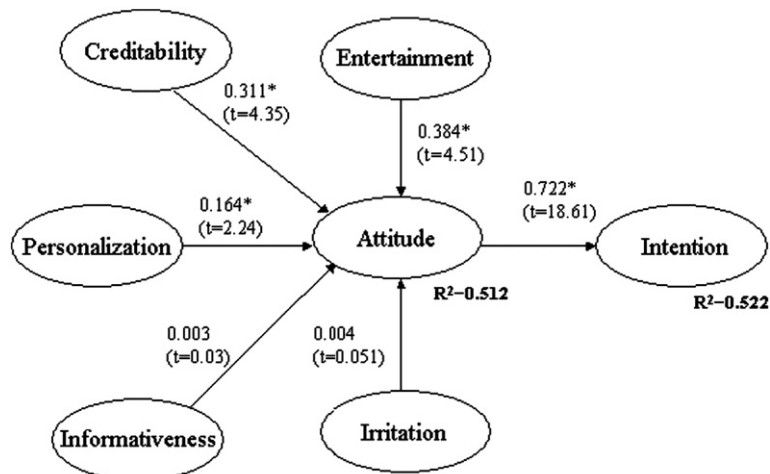 Creditability
Entertainment
0.311*
(t=4.35)
0.384*
(t=4.51)
0.164*
(t=2.24)
0.722*
(t=18.61)
Personalization
Attitude
Intention
R²−0.512
R²−0.522
0.003
(t=0.03)
0.004
(t=0.051)
Informativeness
Irritation